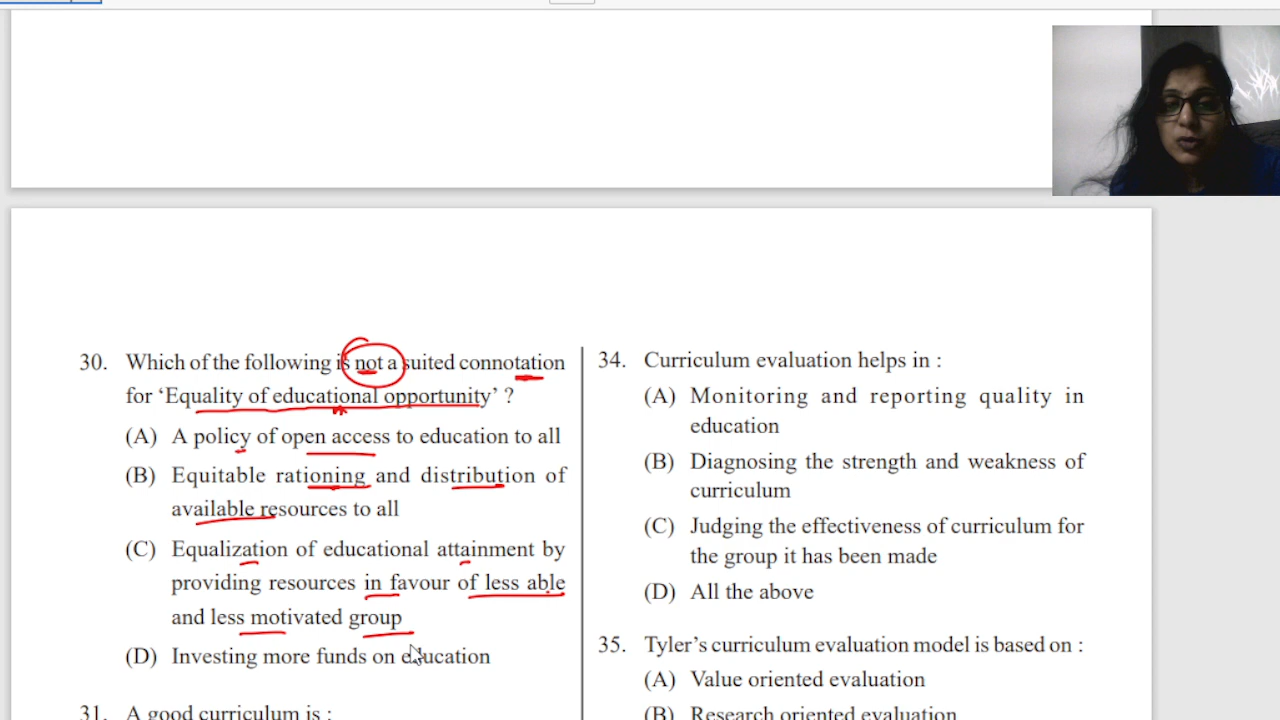 30. Which of the following is not a suited connotation
for ‘Equality of educational opportunity’ ?
(A) A policy of open access to education to all
(B) Equitable rationing and distribution of
available resources to all
(C) Equalization of educational attainment by
providing resources in favour of less able
and less motivated group
(D) Investing more funds on education
31. A good curriculum is :
34. Curriculum evaluation helps in :
(A) Monitoring and reporting quality in
education
(B) Diagnosing the strength and weakness of
curriculum
(C) Judging the effectiveness of curriculum for
the group it has been made
(D) All the above
35. Tyler’s curriculum evaluation model is based on :
(A) Value oriented evaluation
(B) Research oriented evaluation